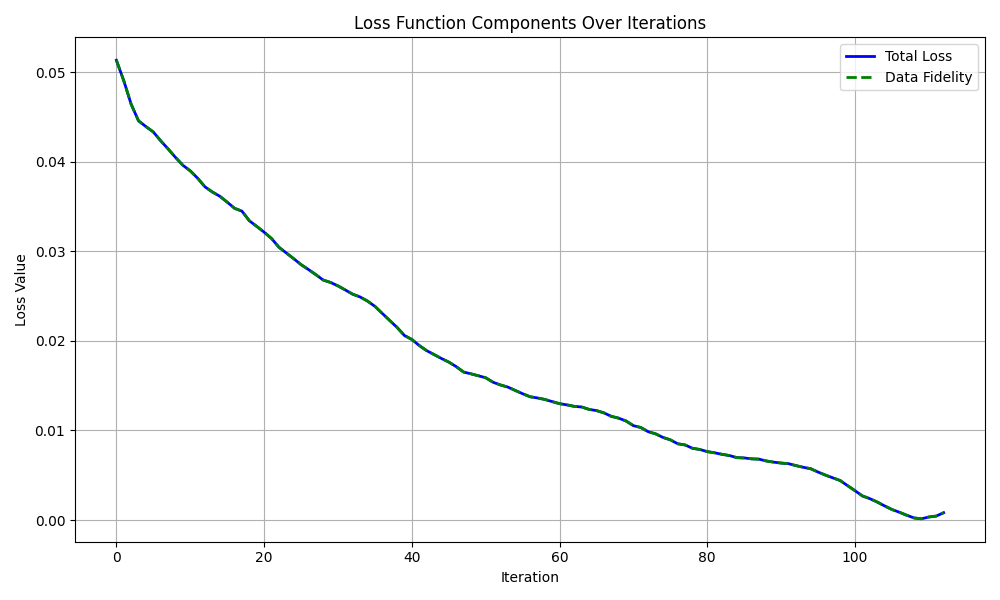 Loss Function Components Over Iterations
Total Loss
Data Fidelity
0.05
0.04
0.03
0.02
0.01
0.00
Loss Value
0 20 40 60 80 100
Iteration